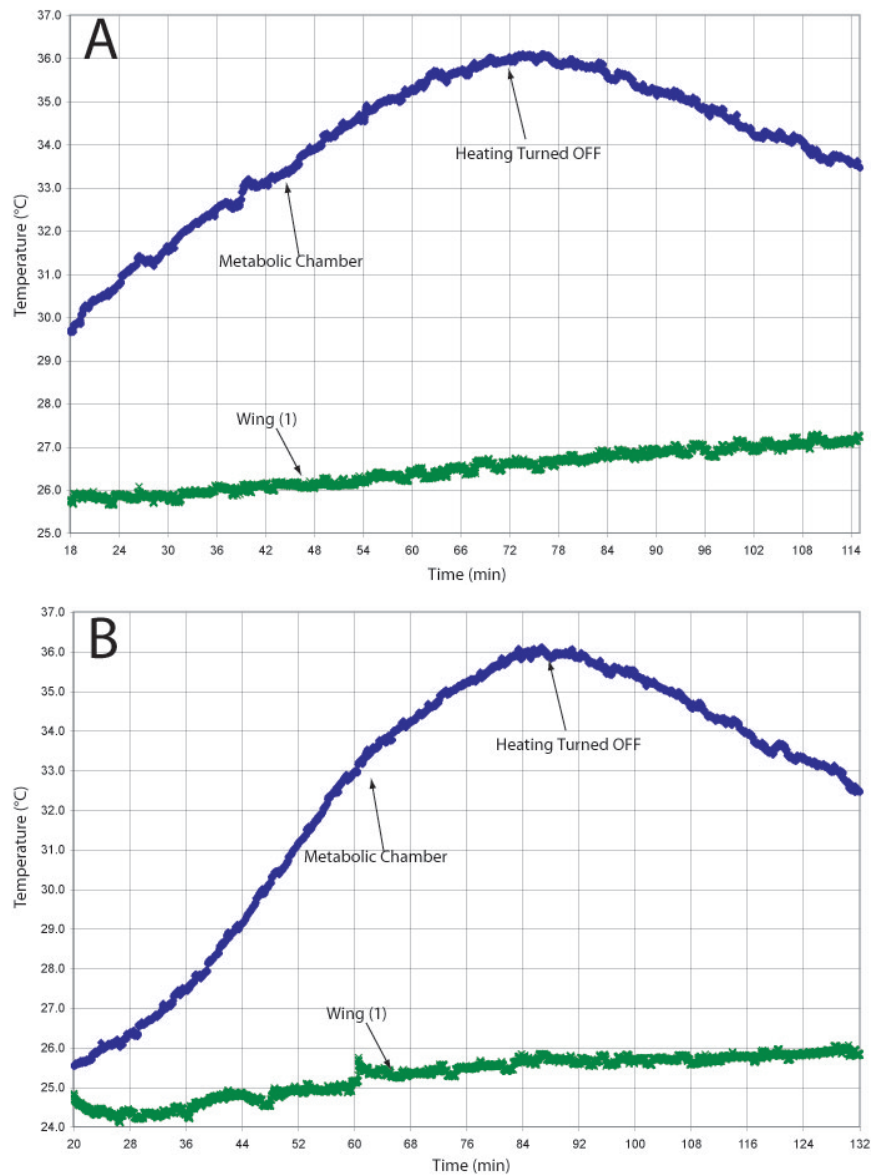 A
37.0
36.0
35.0
34.0
33.0
32.0
31.0
30.0
29.0
28.0
27.0
26.0
25.0
Temperature (°C)
Heating Turned OFF
Metabolic Chamber
Wing (1)
18 24 30 36 42 48 54 60 66 72 78 84 90 96 102 108 114
Time (min)
B
37.0
36.0
35.0
34.0
33.0
32.0
31.0
30.0
29.0
28.0
27.0
26.0
25.0
24.0
Temperature (°C)
Heating Turned OFF
Metabolic Chamber
Wing (1)
20 28 36 44 52 60 68 76 84 92 100 108 116 124 132
Time (min)